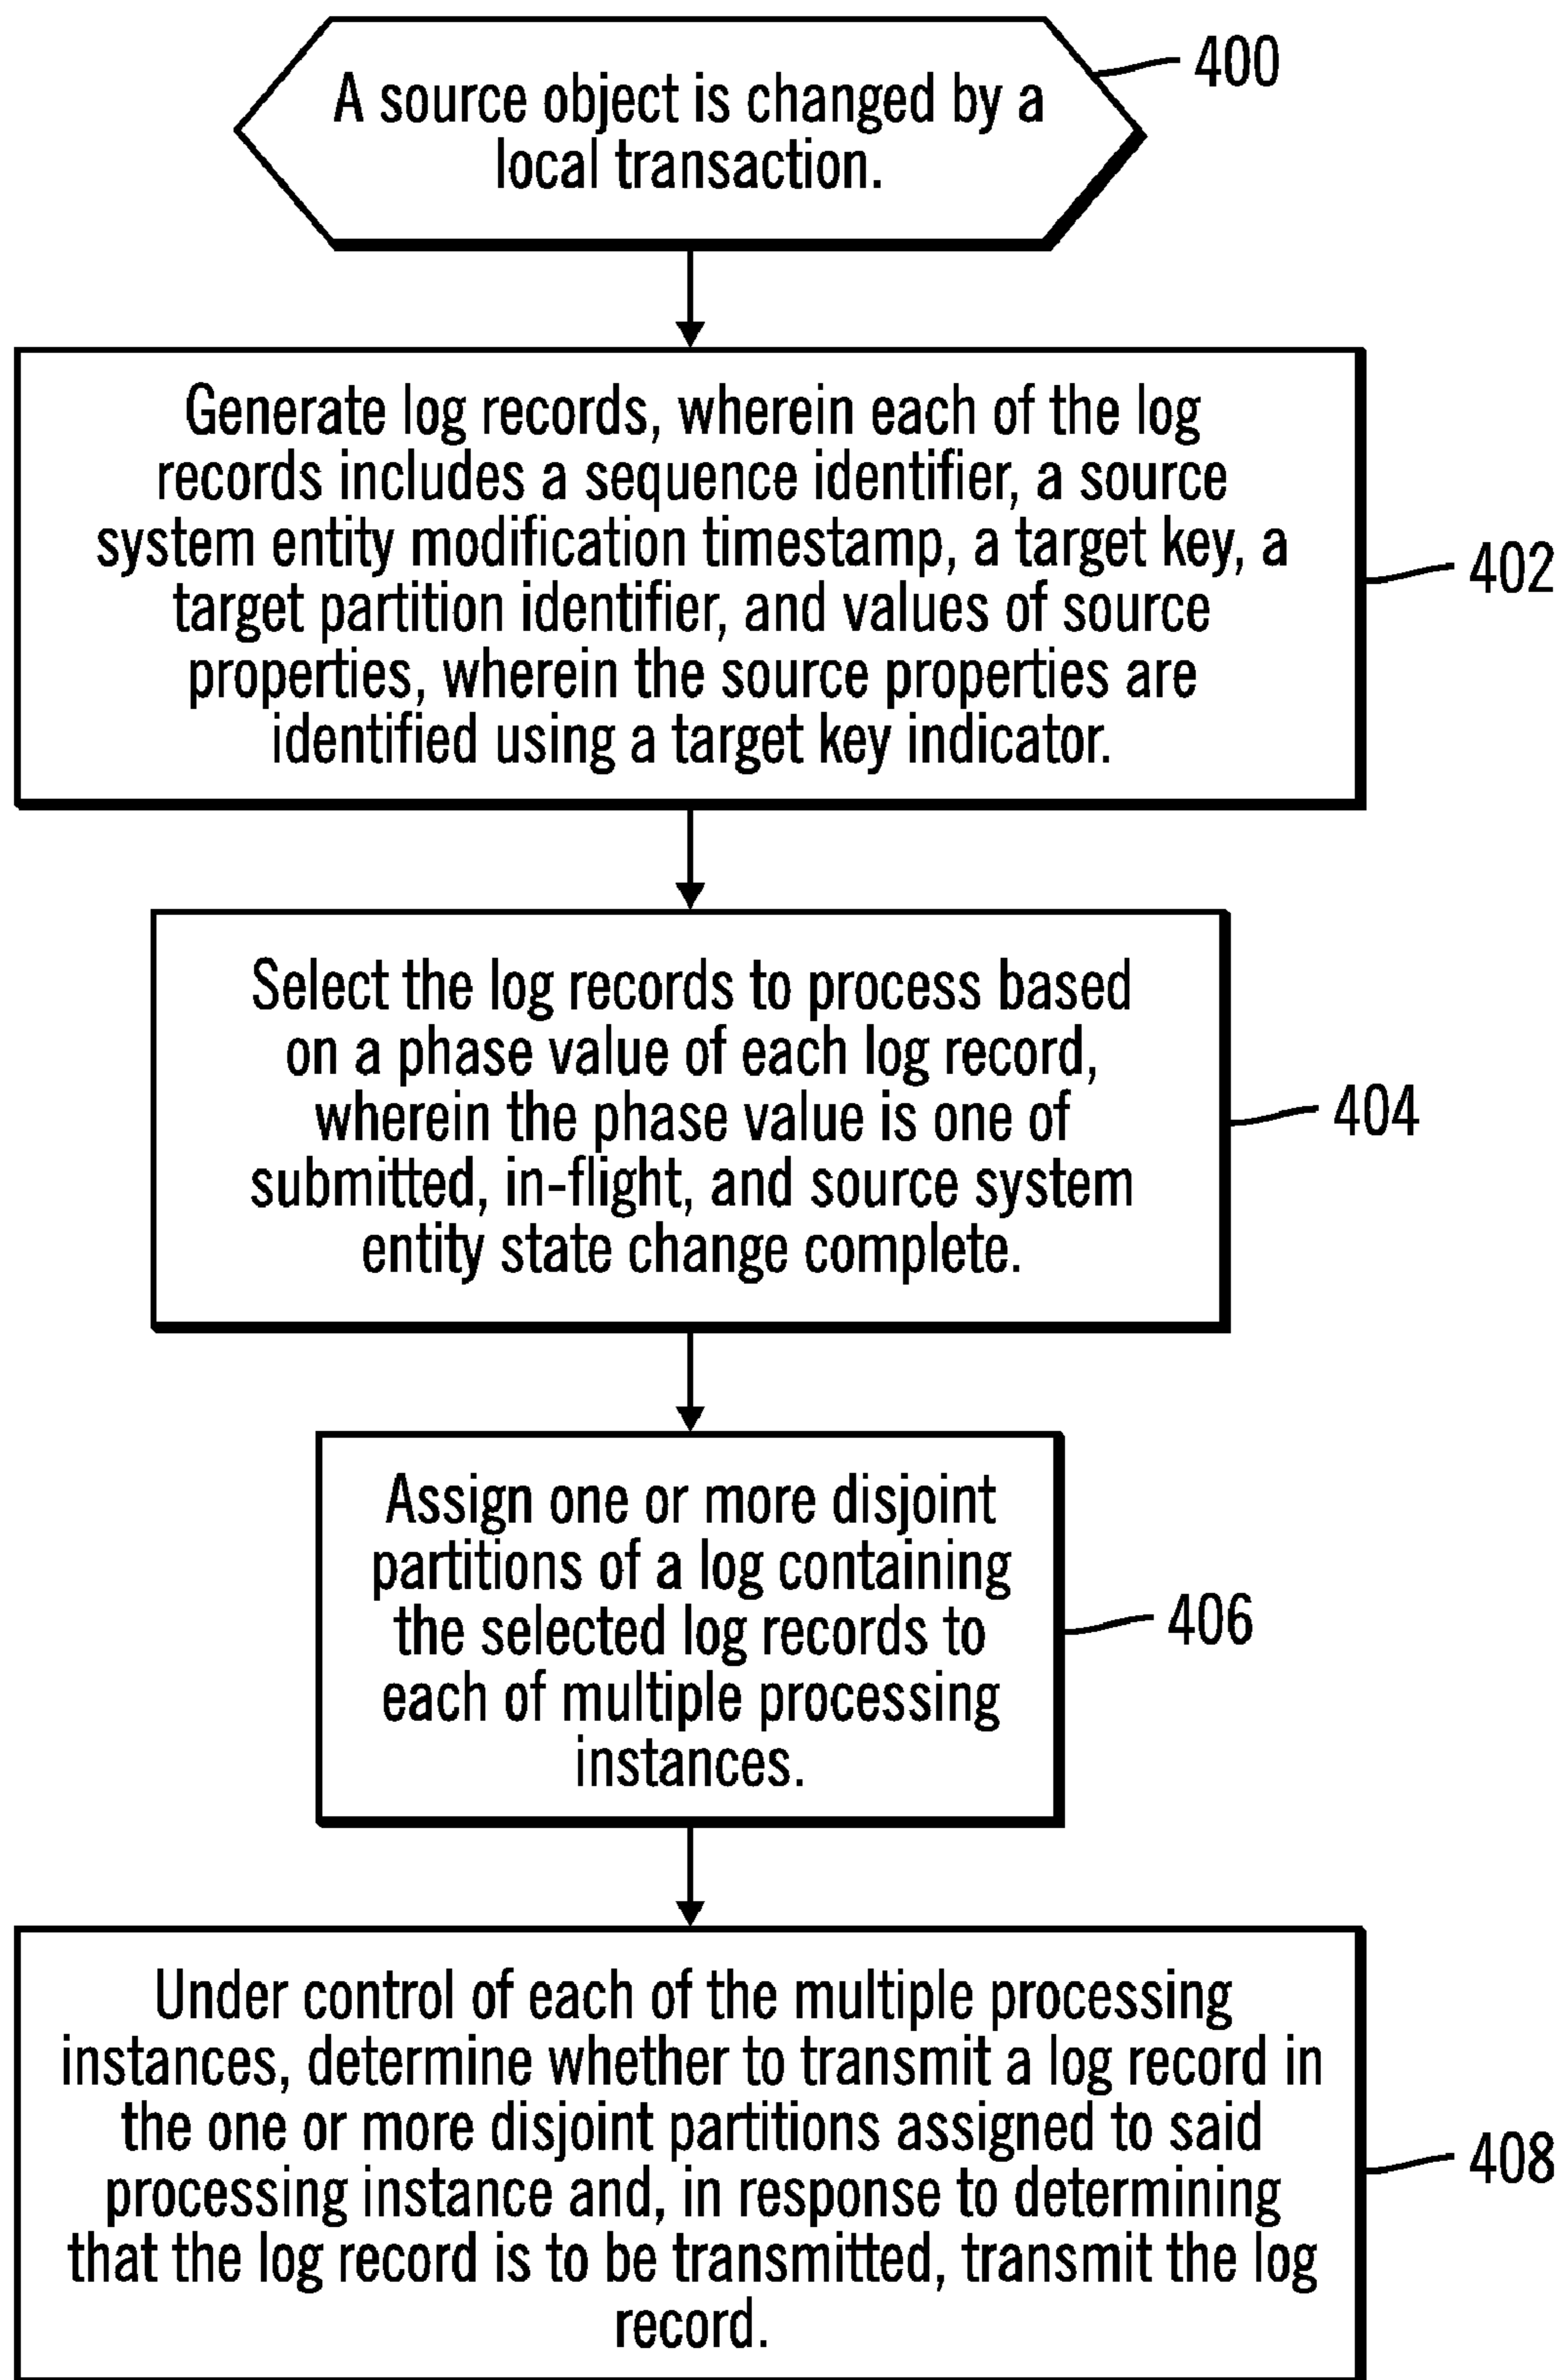 A source object is changed by a
local transaction.
400
Generate log records, wherein each of the log
records includes a sequence identifier, a source
system entity modification timestamp, a target key, a
target partition identifier, and values of source
properties, wherein the source properties are
identified using a target key indicator.
402
Select the log records to process based
on a phase value of each log record,
wherein the phase value is one of
submitted, in-flight, and source system
entity state change complete.
404
Assign one or more disjoint
partitions of a log containing
the selected log records to
each of multiple processing
instances.
406
Under control of each of the multiple processing
instances, determine whether to transmit a log record in
the one or more disjoint partitions assigned to said
processing instance and, in response to determining
that the log record is to be transmitted, transmit the log
record.
408